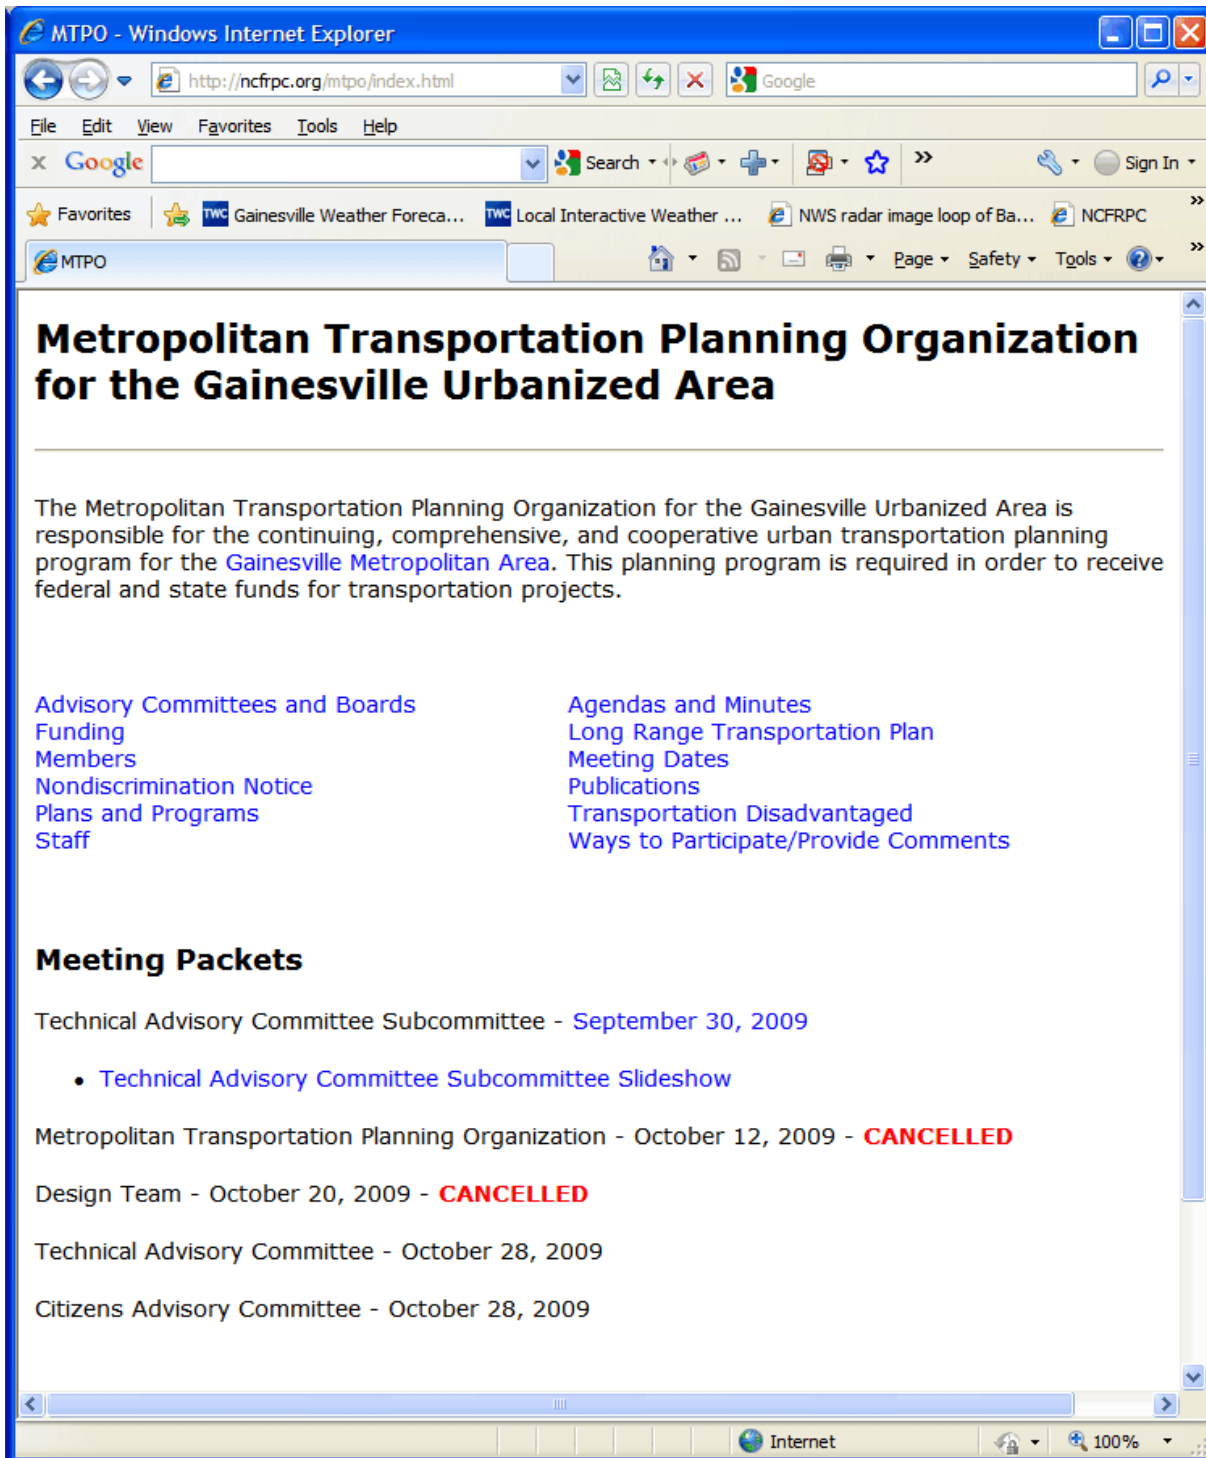 MTPO - Windows Internet Explorer
http://ncfrpc.org/mtpo/index.html
Google
File Edit View Favorites Tools Help
x Google Search Sign In
Favorites TWC Gainesville Weather Foreca... TWC Local Interactive Weather ... NWS radar image loop of Ba... NCFRPC
MTPO Page Safety Tools
Metropolitan Transportation Planning Organization
for the Gainesville Urbanized Area
The Metropolitan Transportation Planning Organization for the Gainesville Urbanized Area is
responsible for the continuing, comprehensive, and cooperative urban transportation planning
program for the Gainesville Metropolitan Area. This planning program is required in order to receive
federal and state funds for transportation projects.
Advisory Committees and Boards
Funding
Members
Nondiscrimination Notice
Plans and Programs
Staff
Agendas and Minutes
Long Range Transportation Plan
Meeting Dates
Publications
Transportation Disadvantaged
Ways to Participate/Provide Comments
Meeting Packets
Technical Advisory Committee Subcommittee - September 30, 2009
• Technical Advisory Committee Subcommittee Slideshow
Metropolitan Transportation Planning Organization - October 12, 2009 - CANCELLED
Design Team - October 20, 2009 - CANCELLED
Technical Advisory Committee - October 28, 2009
Citizens Advisory Committee - October 28, 2009
Internet 100%